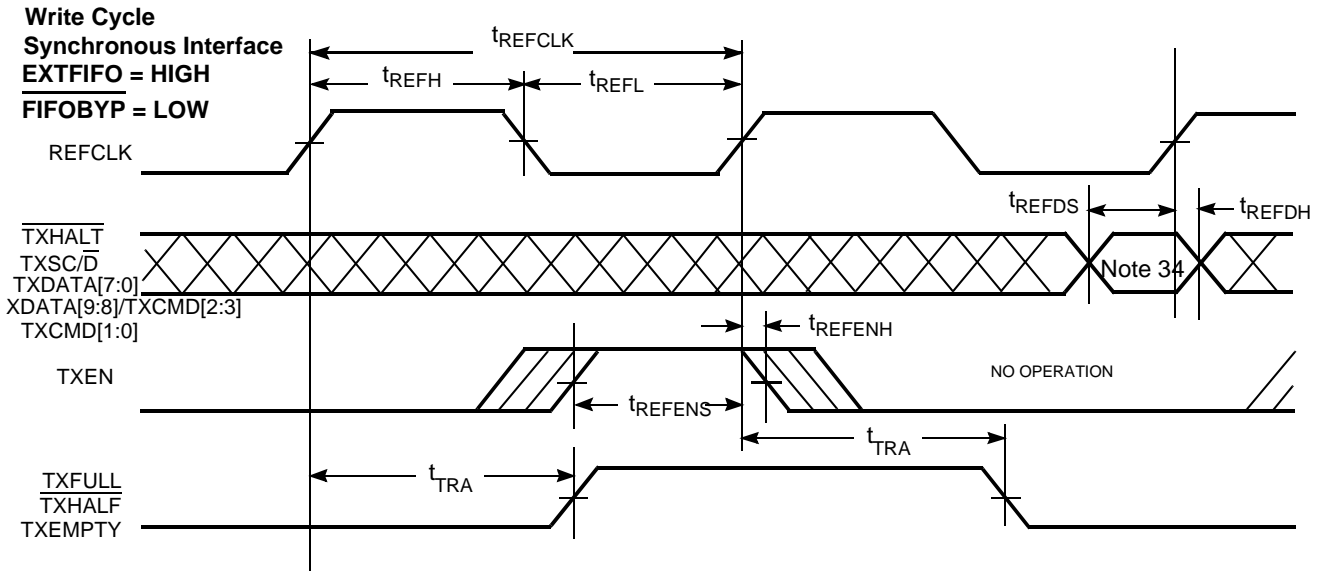 Write Cycle
Synchronous Interface
EXTFIFO = HIGH
FIFOBYP = LOW
tREFCLK
tREFH
tREFL
REFCLK
tREFDS
tREFDH
TXHALT
TXSC/D
TXDATA[7:0]
XDATA[9:8]/TXCMD[2:3]
TXCMD[1:0]
Note 34
tREFENH
TXEN
NO OPERATION
tREFENS
tTRA
tTRA
TXFULL
TXHALF
TXEMPTY